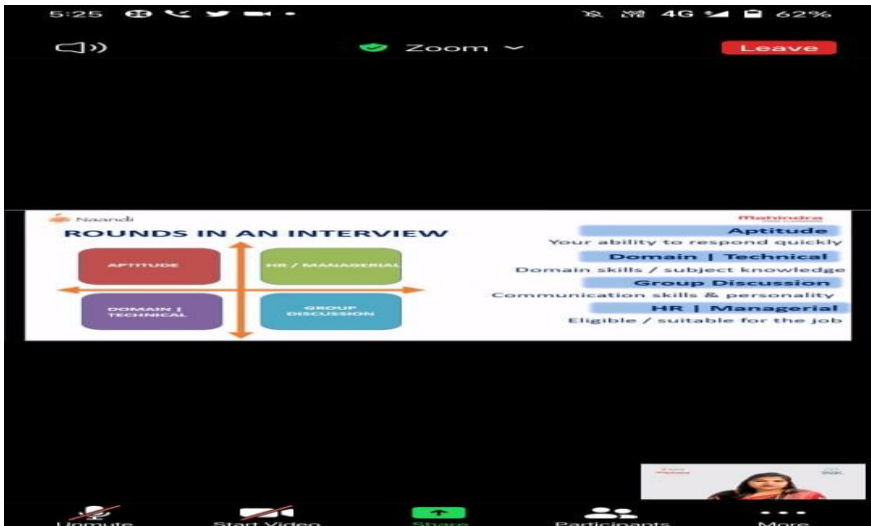 5:25
4G 62%
Zoom
Leave
Naandi
Mahindra
ROUNDS IN AN INTERVIEW
APTITUDE
HR / MANAGERIAL
DOMAIN |
TECHNICAL
GROUP
DISCUSSION
Aptitude
Your ability to respond quickly
Domain | Technical
Domain skills / subject knowledge
Group Discussion
Communication skills & personality
HR | Managerial
Eligible / suitable for the job
Unmute
Start Video
Share
Participants
More